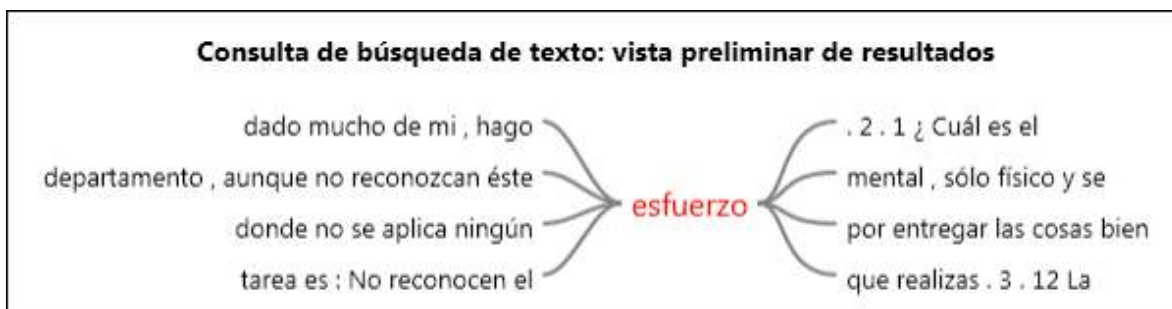 Consulta de búsqueda de texto: vista preliminar de resultados
dado mucho de mi , hago
departamento , aunque no reconozcan éste
donde no se aplica ningún
tarea es : No reconocen el
esfuerzo
. 2 . 1 ¿ Cuál es el
mental , sólo físico y se
por entregar las cosas bien
que realizas . 3 . 12 La